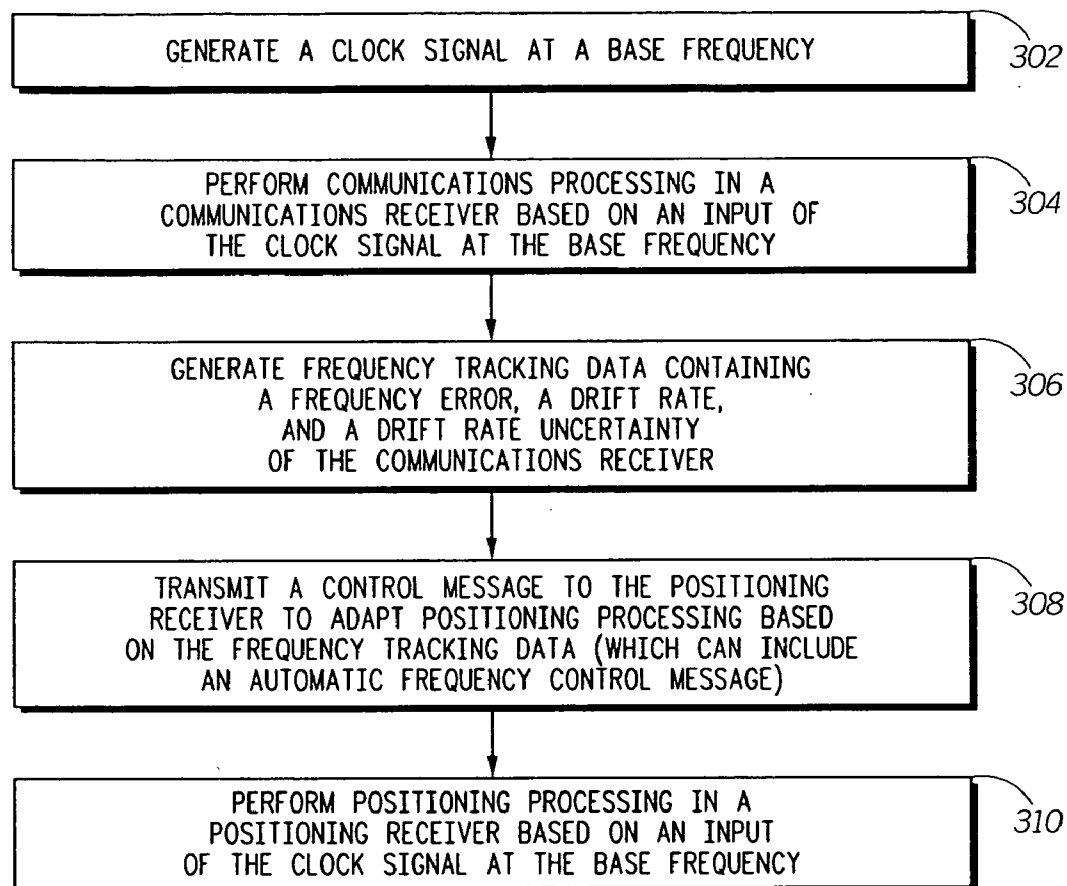 GENERATE A CLOCK SIGNAL AT A BASE FREQUENCY
302
PERFORM COMMUNICATIONS PROCESSING IN A
COMMUNICATIONS RECEIVER BASED ON AN INPUT OF
THE CLOCK SIGNAL AT THE BASE FREQUENCY
304
GENERATE FREQUENCY TRACKING DATA CONTAINING
A FREQUENCY ERROR, A DRIFT RATE,
AND A DRIFT RATE UNCERTAINTY
OF THE COMMUNICATIONS RECEIVER
306
TRANSMIT A CONTROL MESSAGE TO THE POSITIONING
RECEIVER TO ADAPT POSITIONING PROCESSING BASED
ON THE FREQUENCY TRACKING DATA (WHICH CAN INCLUDE
AN AUTOMATIC FREQUENCY CONTROL MESSAGE)
308
PERFORM POSITIONING PROCESSING IN A
POSITIONING RECEIVER BASED ON AN INPUT
OF THE CLOCK SIGNAL AT THE BASE FREQUENCY
310